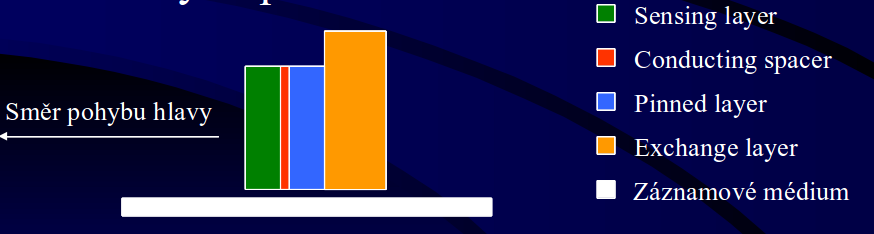 Sensing layer
Conducting spacer
Pinned layer
Směr pohybu hlavy
Exchange layer
Záznamové médium